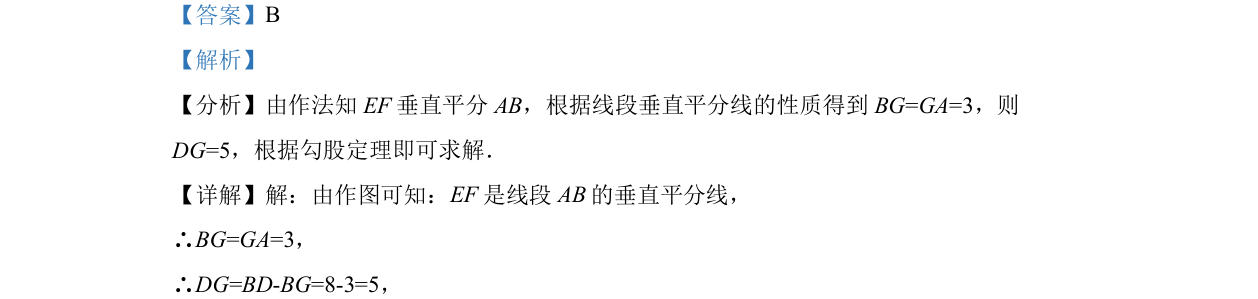 【答案】B
【解析】
【分析】由作法知 EF 垂直平分 AB，根据线段垂直平分线的性质得到 BG=GA=3，则
DG=5，根据勾股定理即可求解．
【详解】解：由作图可知：EF 是线段 AB 的垂直平分线，
∴BG=GA=3，
∴DG=BD-BG=8-3=5，